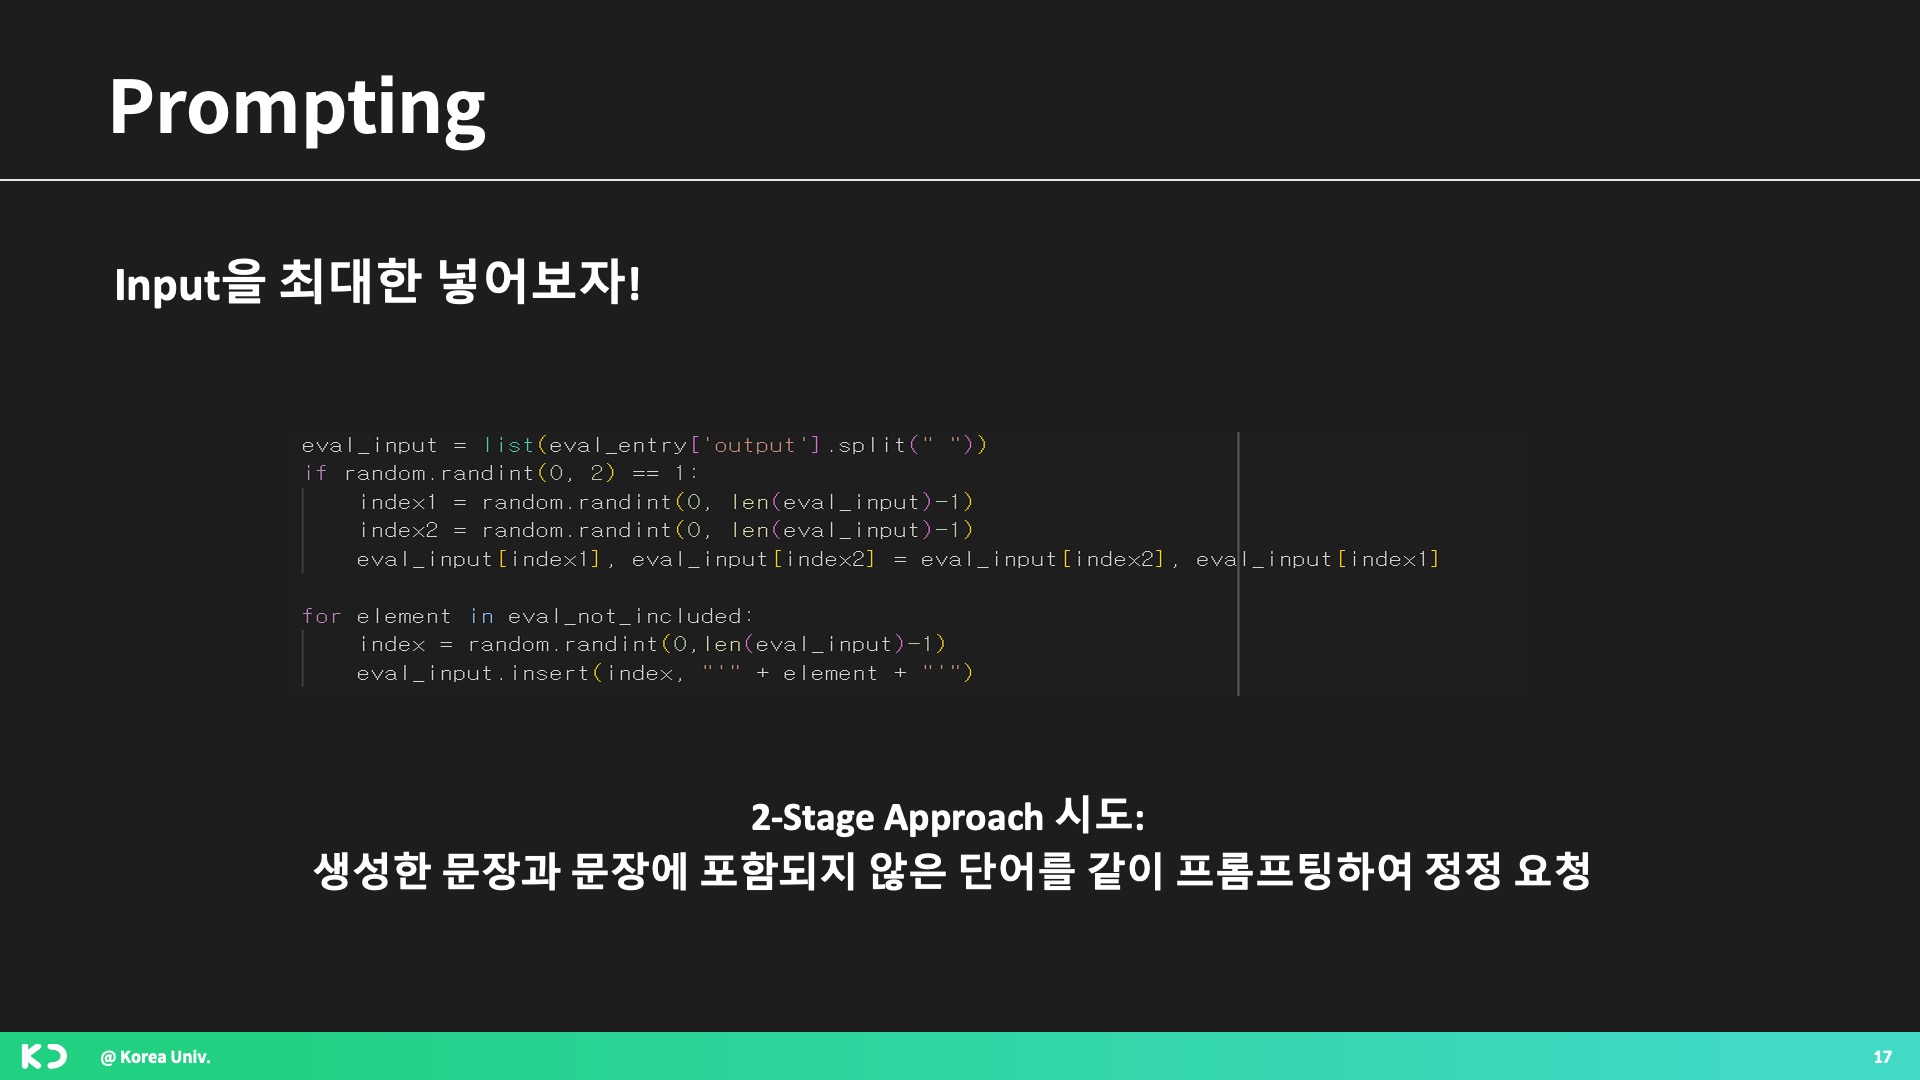 Prompting
Input을 최대한 넣어보자!
eval_input = list(eval_entry['output'].split(" "))
if random.randint(0, 2) == 1:
    index1 = random.randint(0, len(eval_input)-1)
    index2 = random.randint(0, len(eval_input)-1)
    eval_input[index1], eval_input[index2] = eval_input[index2], eval_input[index1]
for element in eval_not_included:
    index = random.randint(0,len(eval_input)-1)
    eval_input.insert(index, "'" + element + "'")
2-Stage Approach 시도:
생성한 문장과 문장에 포함되지 않은 단어를 같이 프롬프팅하여 정정 요청
@ Korea Univ.
17